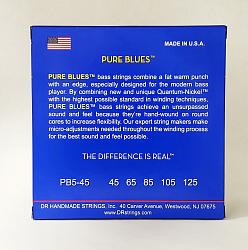 MADE IN U.S.A.
PURE BLUES™
PURE BLUES™ bass strings combine a fat warm punch
with an edge, especially designed for the modern bass
player. By combining new and unique Quantum-Nickel™
with the highest possible standard in winding techniques,
PURE BLUES™ bass strings achieve an unsurpassed
sound and feel because they're hand-wound on round
cores to increase flexibility. Our expert string makers make
micro-adjustments needed throughout the winding process
for the best sound and feel possible.
THE DIFFERENCE IS REAL™
PB5-45 45 65 85 105 125
DR HANDMADE STRINGS, Inc. 40 Carver Avenue, Westwood, NJ 07675
www.DRstrings.com